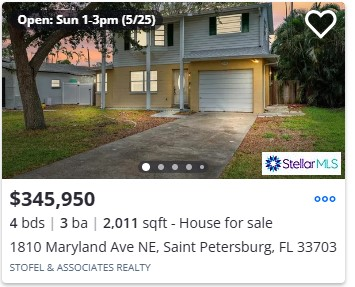 Open: Sun 1-3pm (5/25)
StellarMLS
$345,950
4 bds | 3 ba | 2,011 sqft - House for sale
1810 Maryland Ave NE, Saint Petersburg, FL 33703
STOFEL & ASSOCIATES REALTY